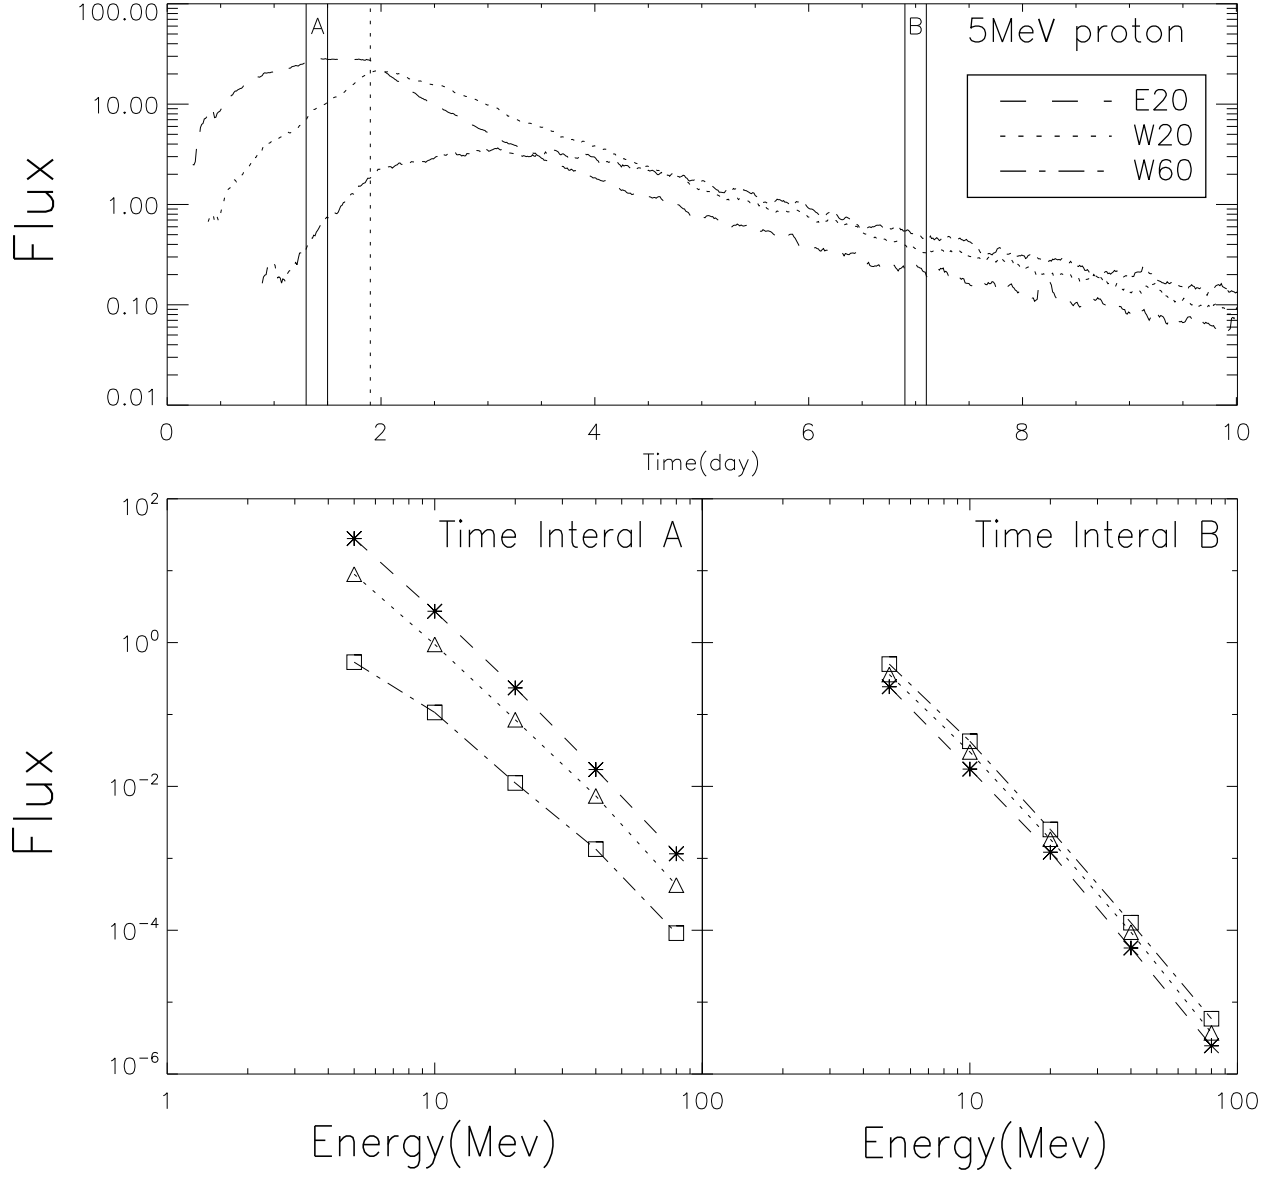 100.00
10.00
1.00
0.10
0.01
Flux
A
B
5MeV proton
E20
W20
W60
0 2 4 6 8 10
Time(day)
10^2
10^0
10^-2
10^-4
10^-6
Flux
Time Interal A
Time Interal B
1 10 100 10 100
Energy(Mev) Energy(Mev)